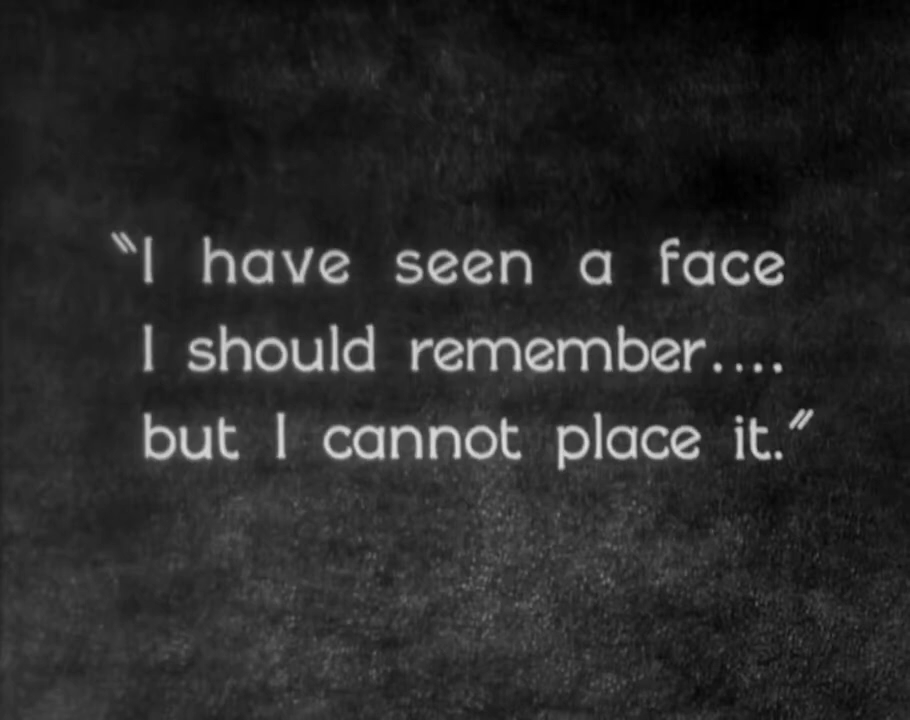 "I have seen a face
I should remember....
but I cannot place it."